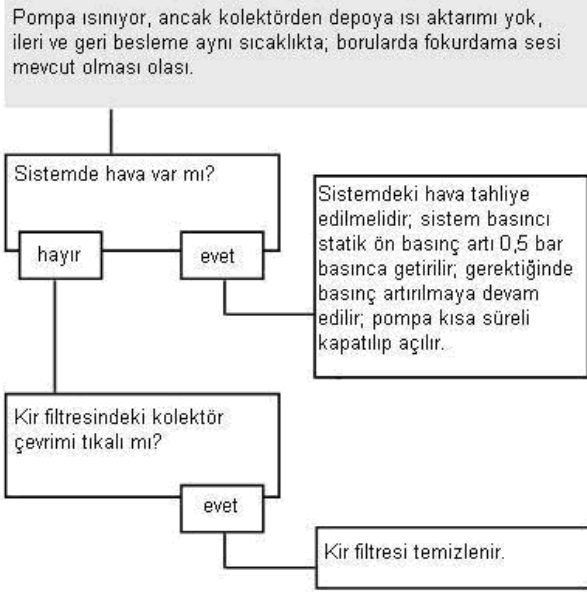 Pompa ısınıyor, ancak kolektörden depoya ısı aktarımı yok,
ileri ve geri besleme aynı sıcaklıkta; borularda fokurdama sesi
mevcut olması olası.
Sistemde hava var mı?
hayır
evet
Sistemdeki hava tahliye
edilmelidir; sistem basıncı
statik ön basınç artı 0,5 bar
basınca getirilir; gerektiğinde
basınç artırılmaya devam
edilir; pompa kısa süreli
kapatılıp açılır.
Kir filtresindeki kolektör
çevrimi tıkalı mı?
evet
Kir filtresi temizlenir.